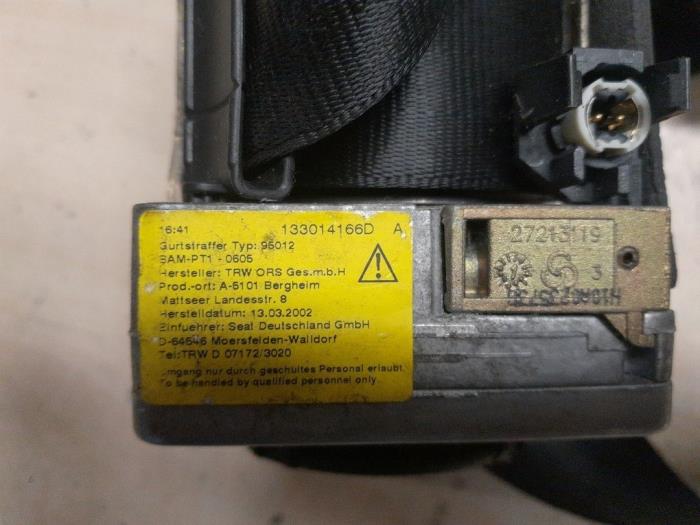 16:41 133014166D A
Gurtstraffer Typ: 95012
BAM-PT1 - 0605
Hersteller: TRW ORS Ges.m.b.H
Prod.-ort: A-5101 Bergheim
Mattseer Landesstr. 8
Herstelldatum: 13.03.2002
Einfuehrer: Seat Deutschland GmbH
D-64546 Moersfelden-Walldorf
Tel:TRW D 07172/3020
Umgang nur durch geschultes Personal erlaubt.
To be handled by qualified personnel only.
27213119
3